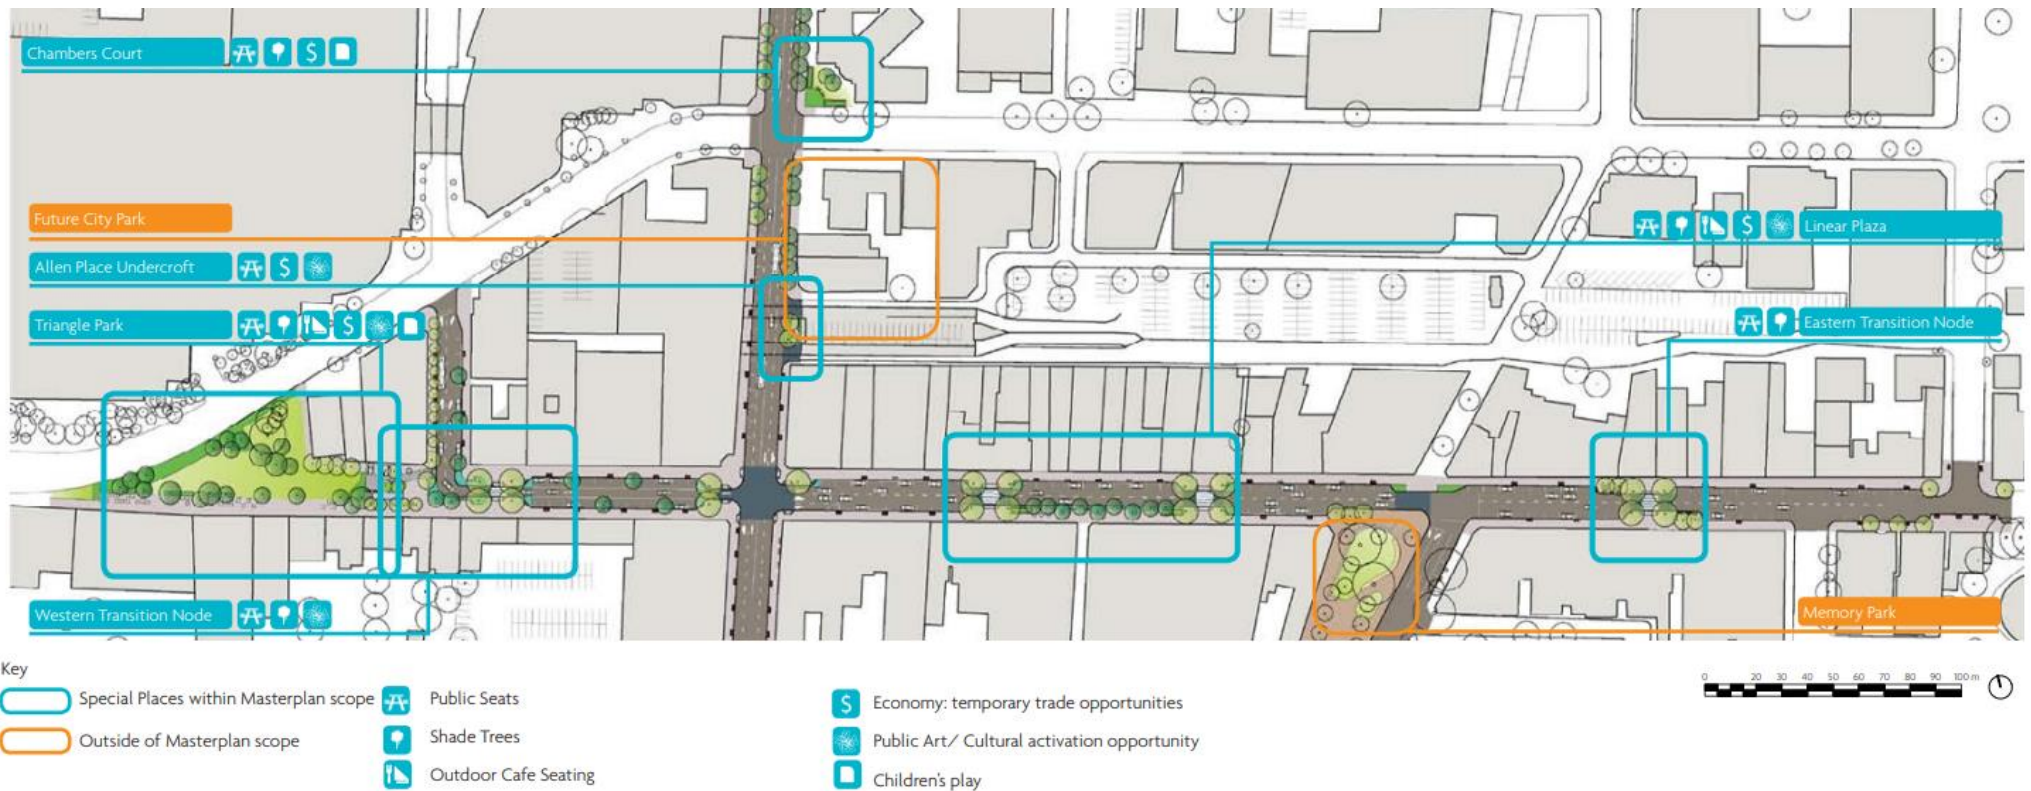 Chambers Court
Future City Park
Allen Place Undercroft
Triangle Park
Western Transition Node
Linear Plaza
Eastern Transition Node
Memory Park
Key
Special Places within Masterplan scope
Outside of Masterplan scope
Public Seats
Shade Trees
Outdoor Cafe Seating
$ Economy: temporary trade opportunities
Public Art/ Cultural activation opportunity
Children's play
0 20 30 40 50 60 70 80 90 100 m